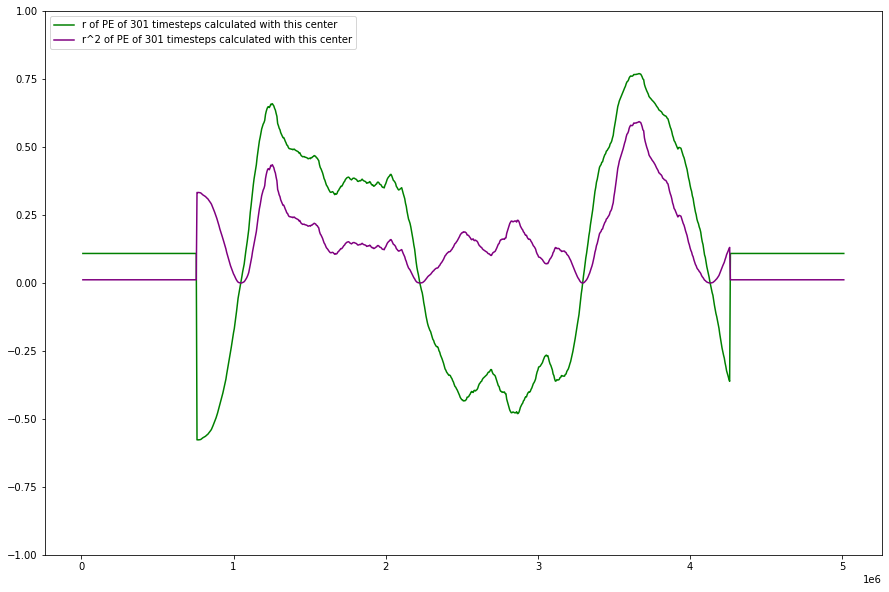 1.00
r of PE of 301 timesteps calculated with this center
r^2 of PE of 301 timesteps calculated with this center
0.75
0.50
0.25
0.00
−0.25
−0.50
−0.75
−1.00
0 1 2 3 4 5
1e6